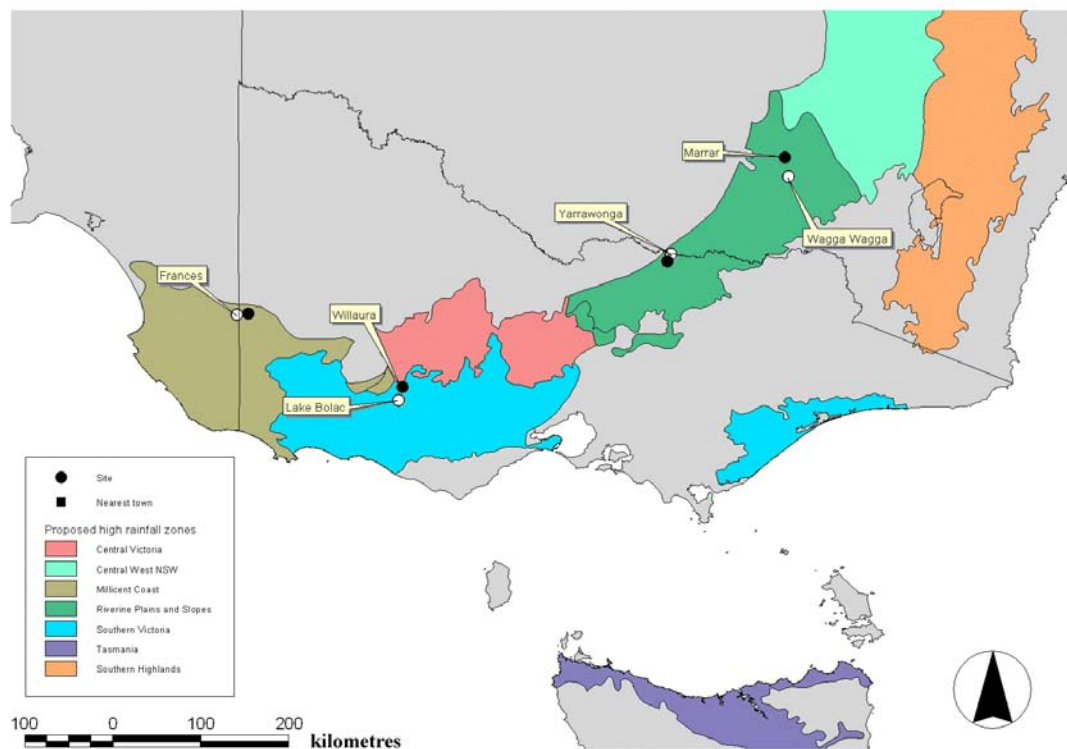 Marrar
Yarrawonga
Wagga Wagga
Frances
Willaura
Lake Bolac
Site
Nearest town
Proposed high rainfall zones
Central Victoria
Central West NSW
Millicent Coast
Riverine Plains and Slopes
Southern Victoria
Tasmania
Southern Highlands
100 0 100 200
kilometres